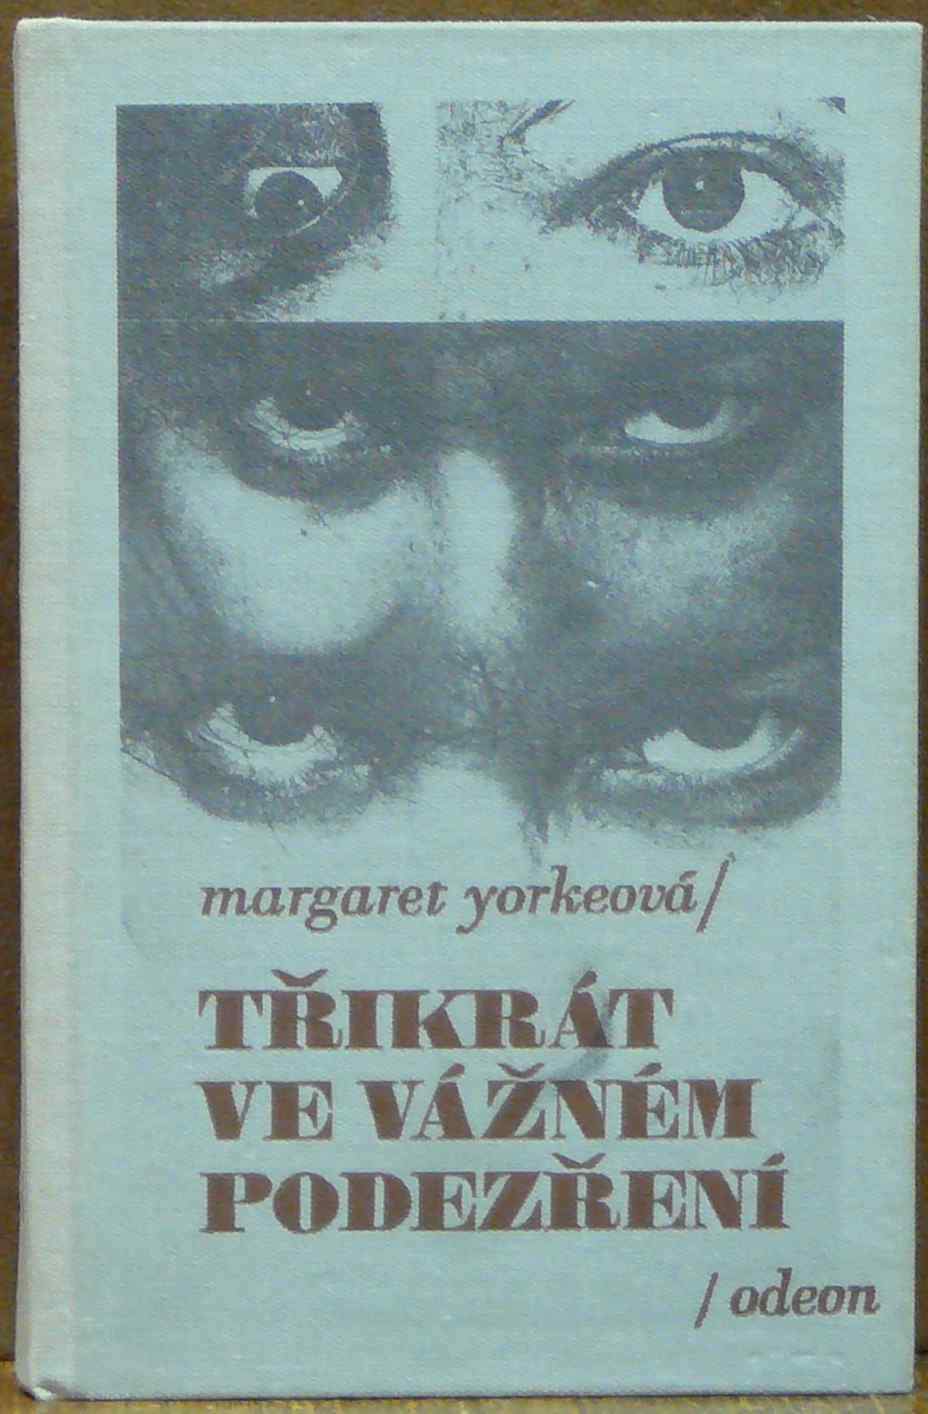 margaret yorkeová/
TŘIKRÁT
VE VÁŽNÉM
PODEZŘENÍ
/odeon